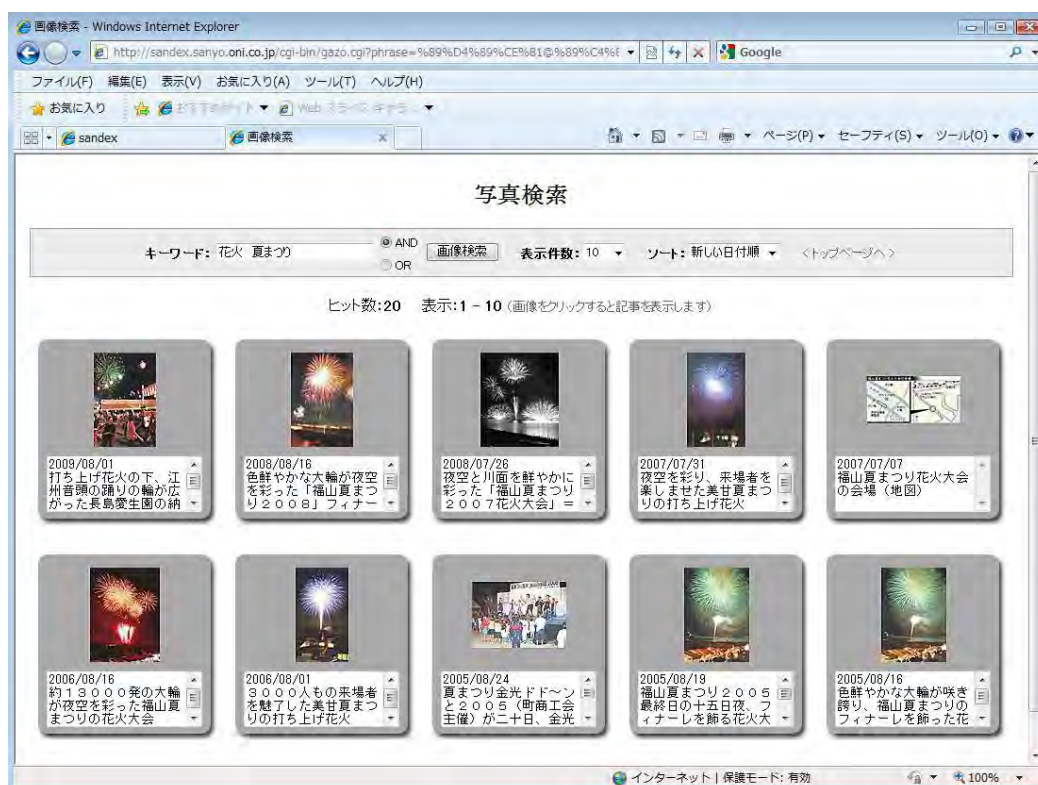 画像検索 - Windows Internet Explorer
http://sandex.sanyo.oni.co.jp/cgi-bin/gazo.cgi?phrase=%89%D4%89%CE%81@%89%C4%6
Google
ファイル(F) 編集(E) 表示(V) お気に入り(A) ツール(T) ヘルプ(H)
お気に入り
sandex 画像検索 x ページ(P) セーフティ(S) ツール(O)
写真検索
キーワード: 花火 夏まつり AND OR 画像検索 表示件数: 10 ソート: 新しい日付順 <トップページへ>
ヒット数:20 表示:1 - 10 (画像をクリックすると記事を表示します)
2009/08/01
打ち上げ花火の下、江
州音頭の踊りの輪が広
がった長島愛生園の納
2008/08/16
色鮮やかな大輪が夜空
を彩った「福山夏まつ
り2008」フィナー
2008/07/26
夜空と川面を鮮やかに
彩った「福山夏まつり
2007花火大会」=
2007/07/31
夜空を彩り、来場者を
楽しませた美甘夏まつ
りの打ち上げ花火
2007/07/07
福山夏まつり花火大会
の会場(地図)
2006/08/16
約13000発の大輪
が夜空を彩った福山夏
まつりの花火大会
2006/08/01
3000人もの来場者
を魅了した美甘夏まつ
りの打ち上げ花火
2005/08/24
夏まつり金光ドド~ン
と2005(町商工会
主催)が二十日、金光
2005/08/19
福山夏まつり2005
最終日の十五日夜、フ
ィナーレを飾る花火大
2005/08/16
色鮮やかな大輪が咲き
誇り、福山夏まつりの
フィナーレを飾った花
インターネット | 保護モード: 有効 100%